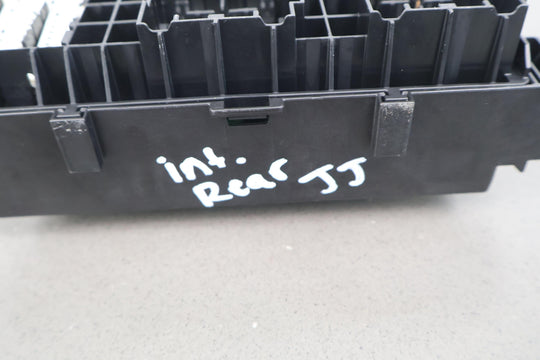 int.
Rear JJ